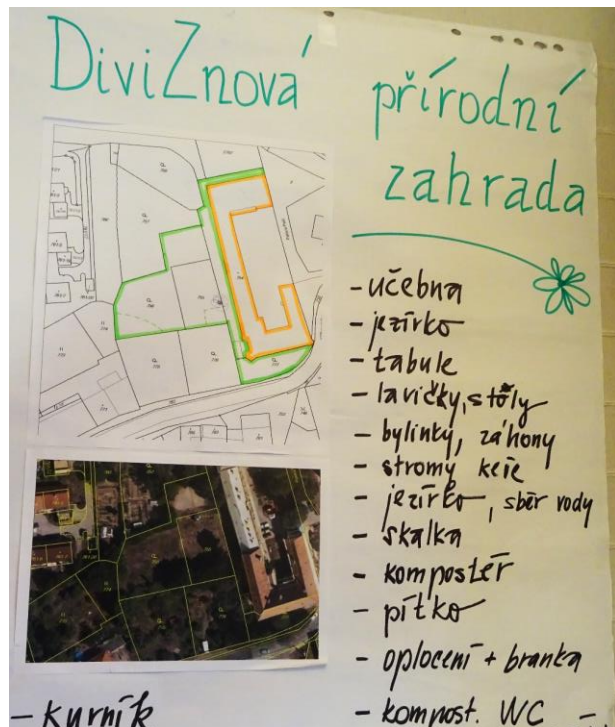 DiviZnová
přírodní
zahrada
- učebna
- jezírko
- tabule
- lavičky, stoly
- bylinky, záhony
- stromy keře
- jezírko, sběr vody
- skalka
- kompostér
- pítko
- oplocení + branka
- kompost. WC -
- kurník